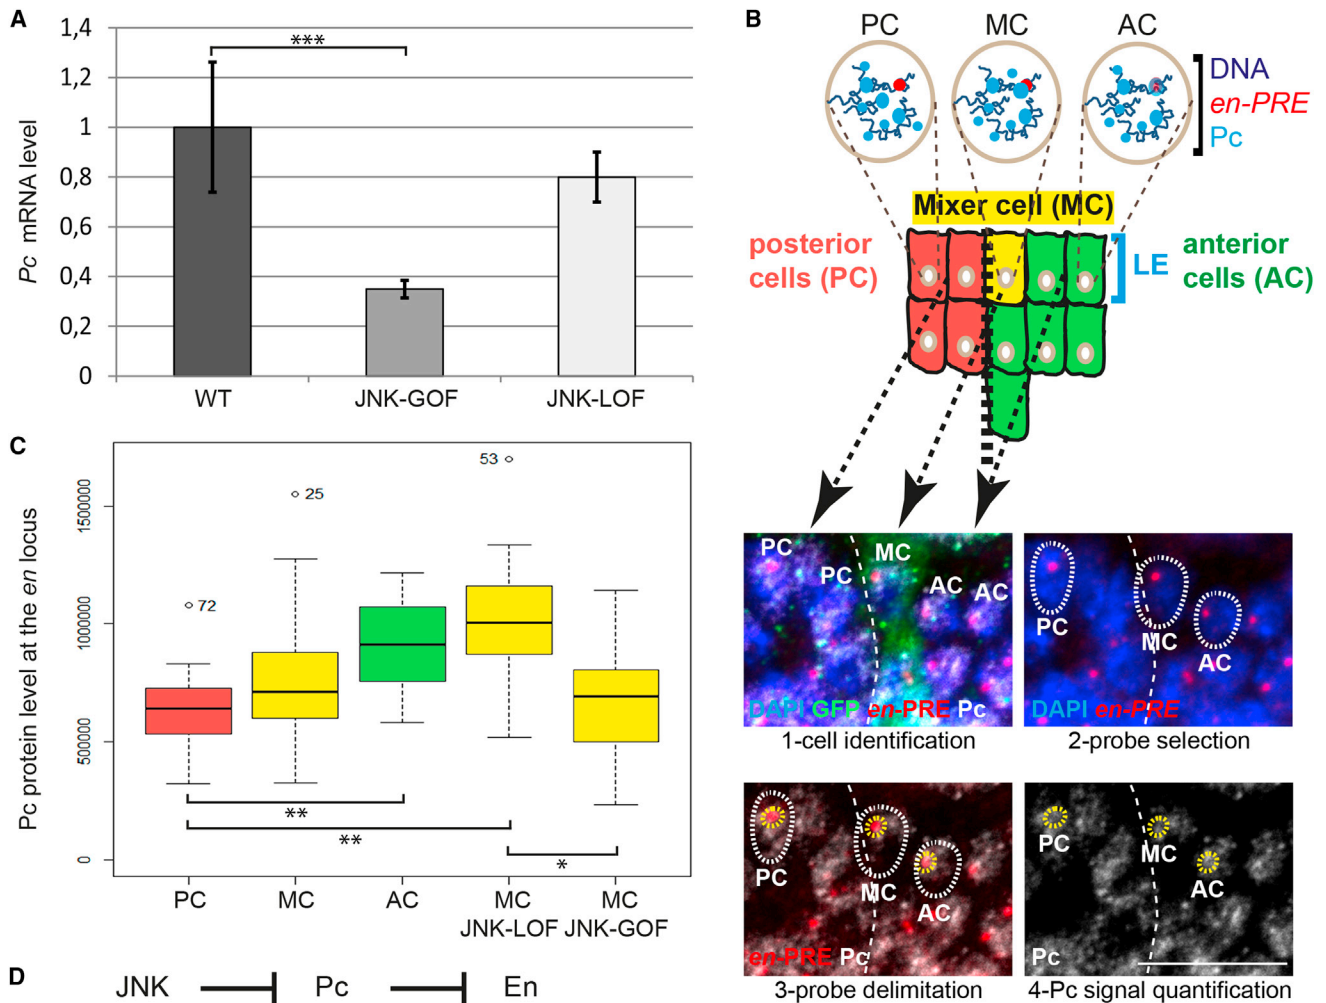 A
1,4
1,2
1
0,8
0,6
0,4
0,2
0
Pc mRNA level
***
WT
JNK-GOF
JNK-LOF
B
PC
MC
AC
DNA
en-PRE
Pc
Mixer cell (MC)
posterior
cells (PC)
LE
anterior
cells (AC)
PC
PC
MC
AC
AC
DAPI GFP en-PRE Pc
1-cell identification
PC
MC
AC
DAPI en-PRE
2-probe selection
PC
MC
AC
en-PRE Pc
3-probe delimitation
PC
MC
AC
Pc
4-Pc signal quantification
C
Pc protein level at the en locus
1500000
1000000
500000
0
72
25
53
**
**
*
PC
MC
AC
MC
JNK-LOF
MC
JNK-GOF
D
JNK
Pc
En